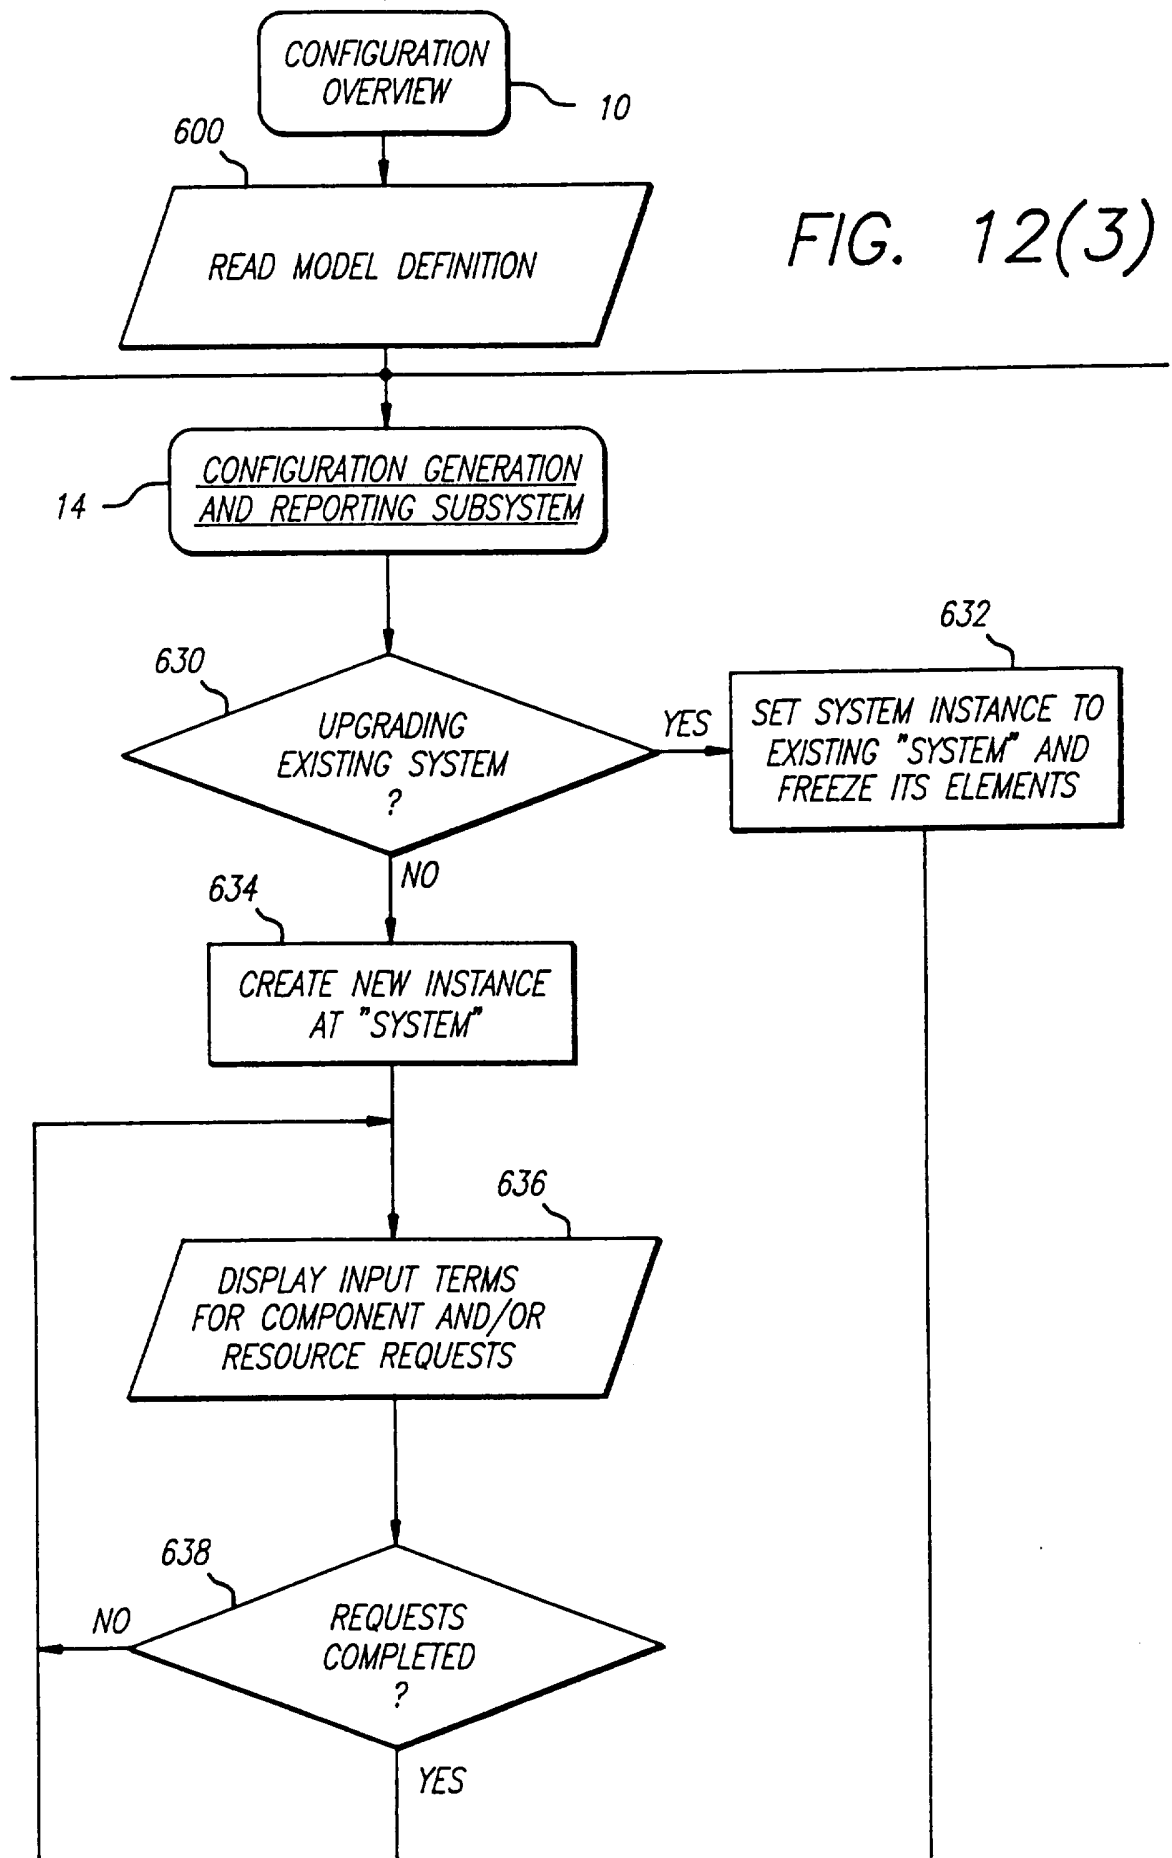 CONFIGURATION
OVERVIEW
10
600
READ MODEL DEFINITION
FIG. 12(3)
CONFIGURATION GENERATION
AND REPORTING SUBSYSTEM
14
630
UPGRADING
EXISTING SYSTEM
?
YES
632
SET SYSTEM INSTANCE TO
EXISTING "SYSTEM" AND
FREEZE ITS ELEMENTS
NO
634
CREATE NEW INSTANCE
AT "SYSTEM"
636
DISPLAY INPUT TERMS
FOR COMPONENT AND/OR
RESOURCE REQUESTS
638
NO
REQUESTS
COMPLETED
?
YES